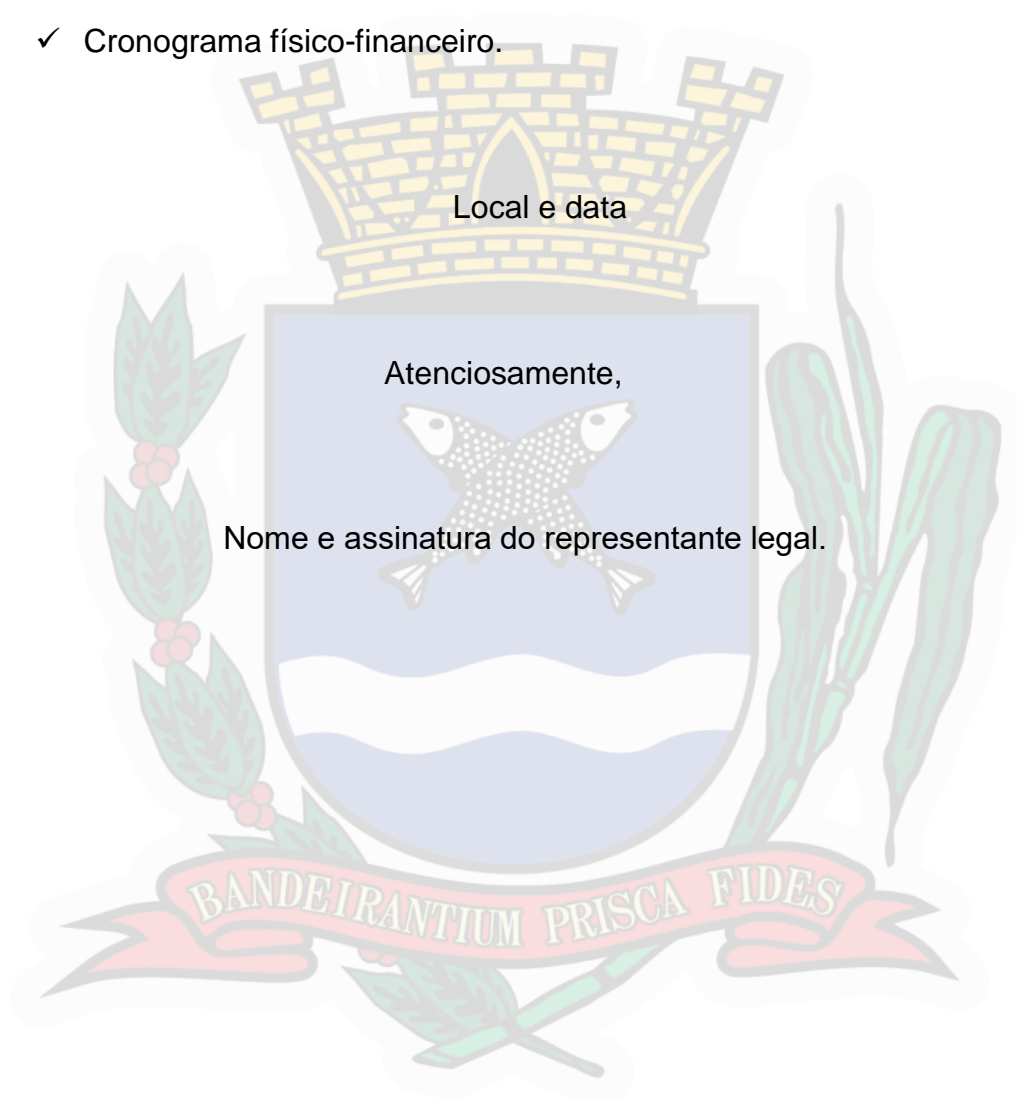 ✓ Cronograma físico-financeiro.
Local e data
Atenciosamente,
Nome e assinatura do representante legal.
BANDEIRANTIUM PRISCA FIDES